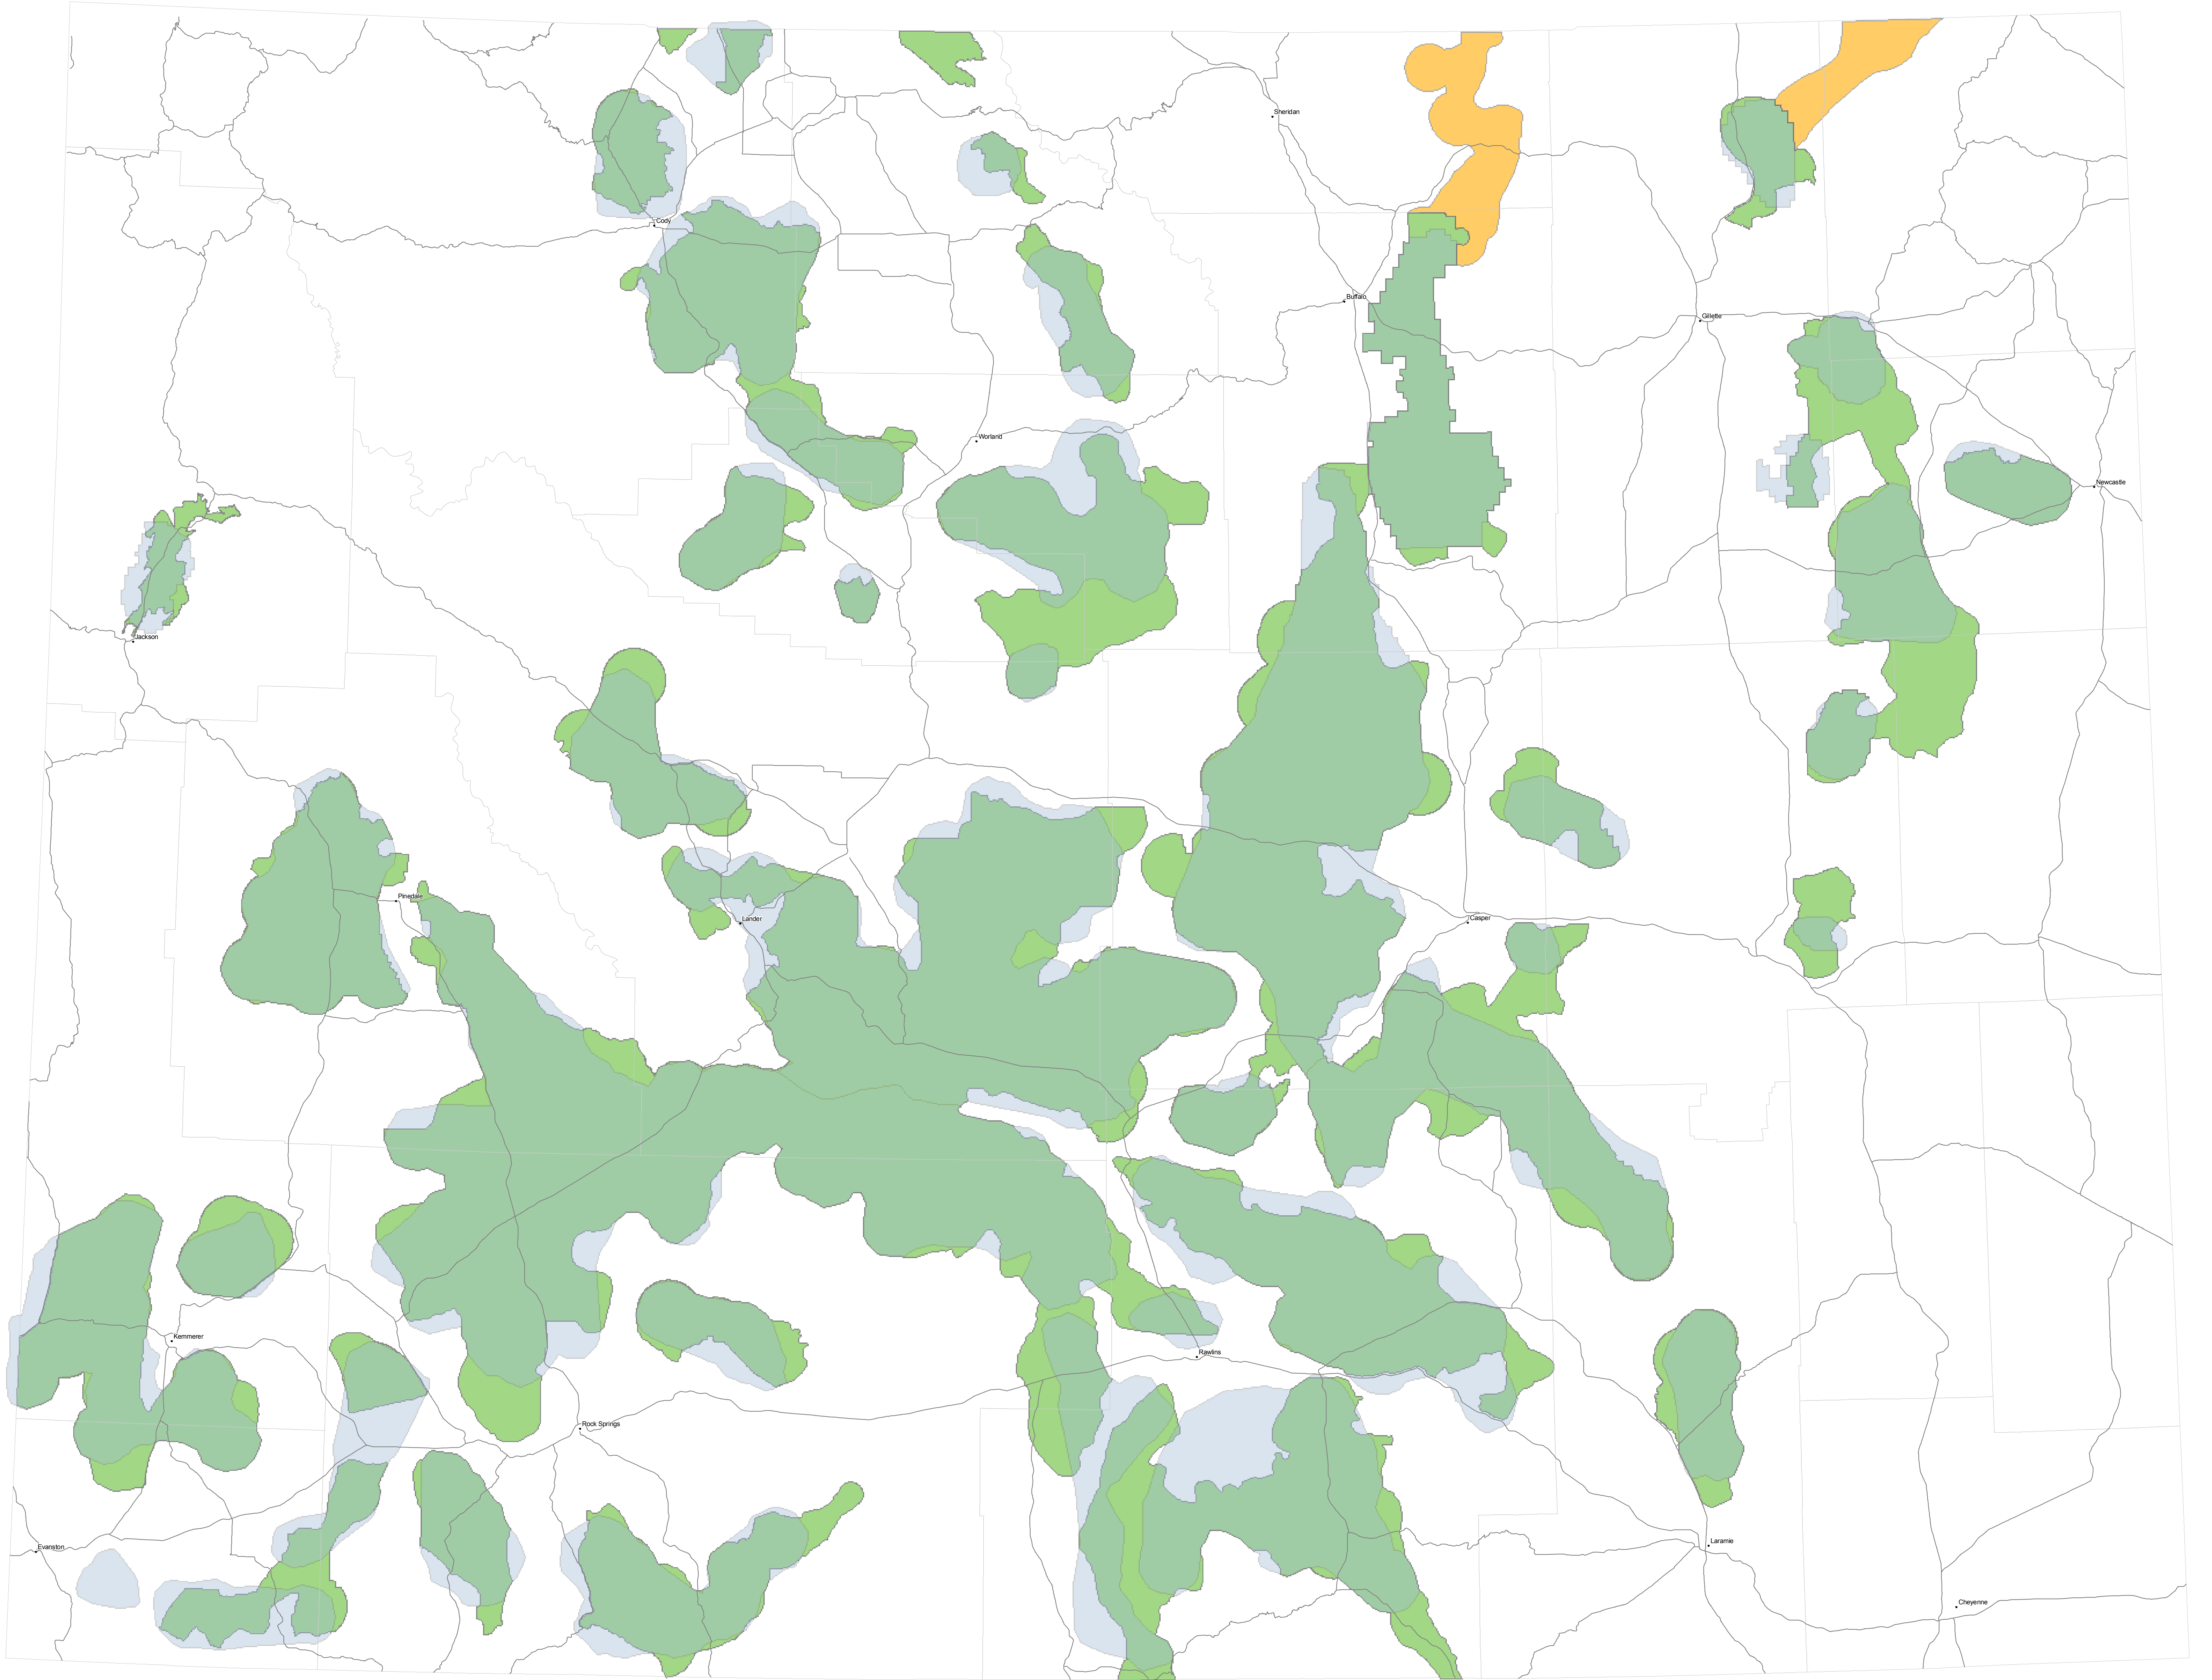 Sheridan
Cody
Buffalo
Gillette
Worland
Newcastle
Jackson
Pinedale
Lander
Casper
Kemmerer
Rawlins
Rock Springs
Evanston
Laramie
Cheyenne